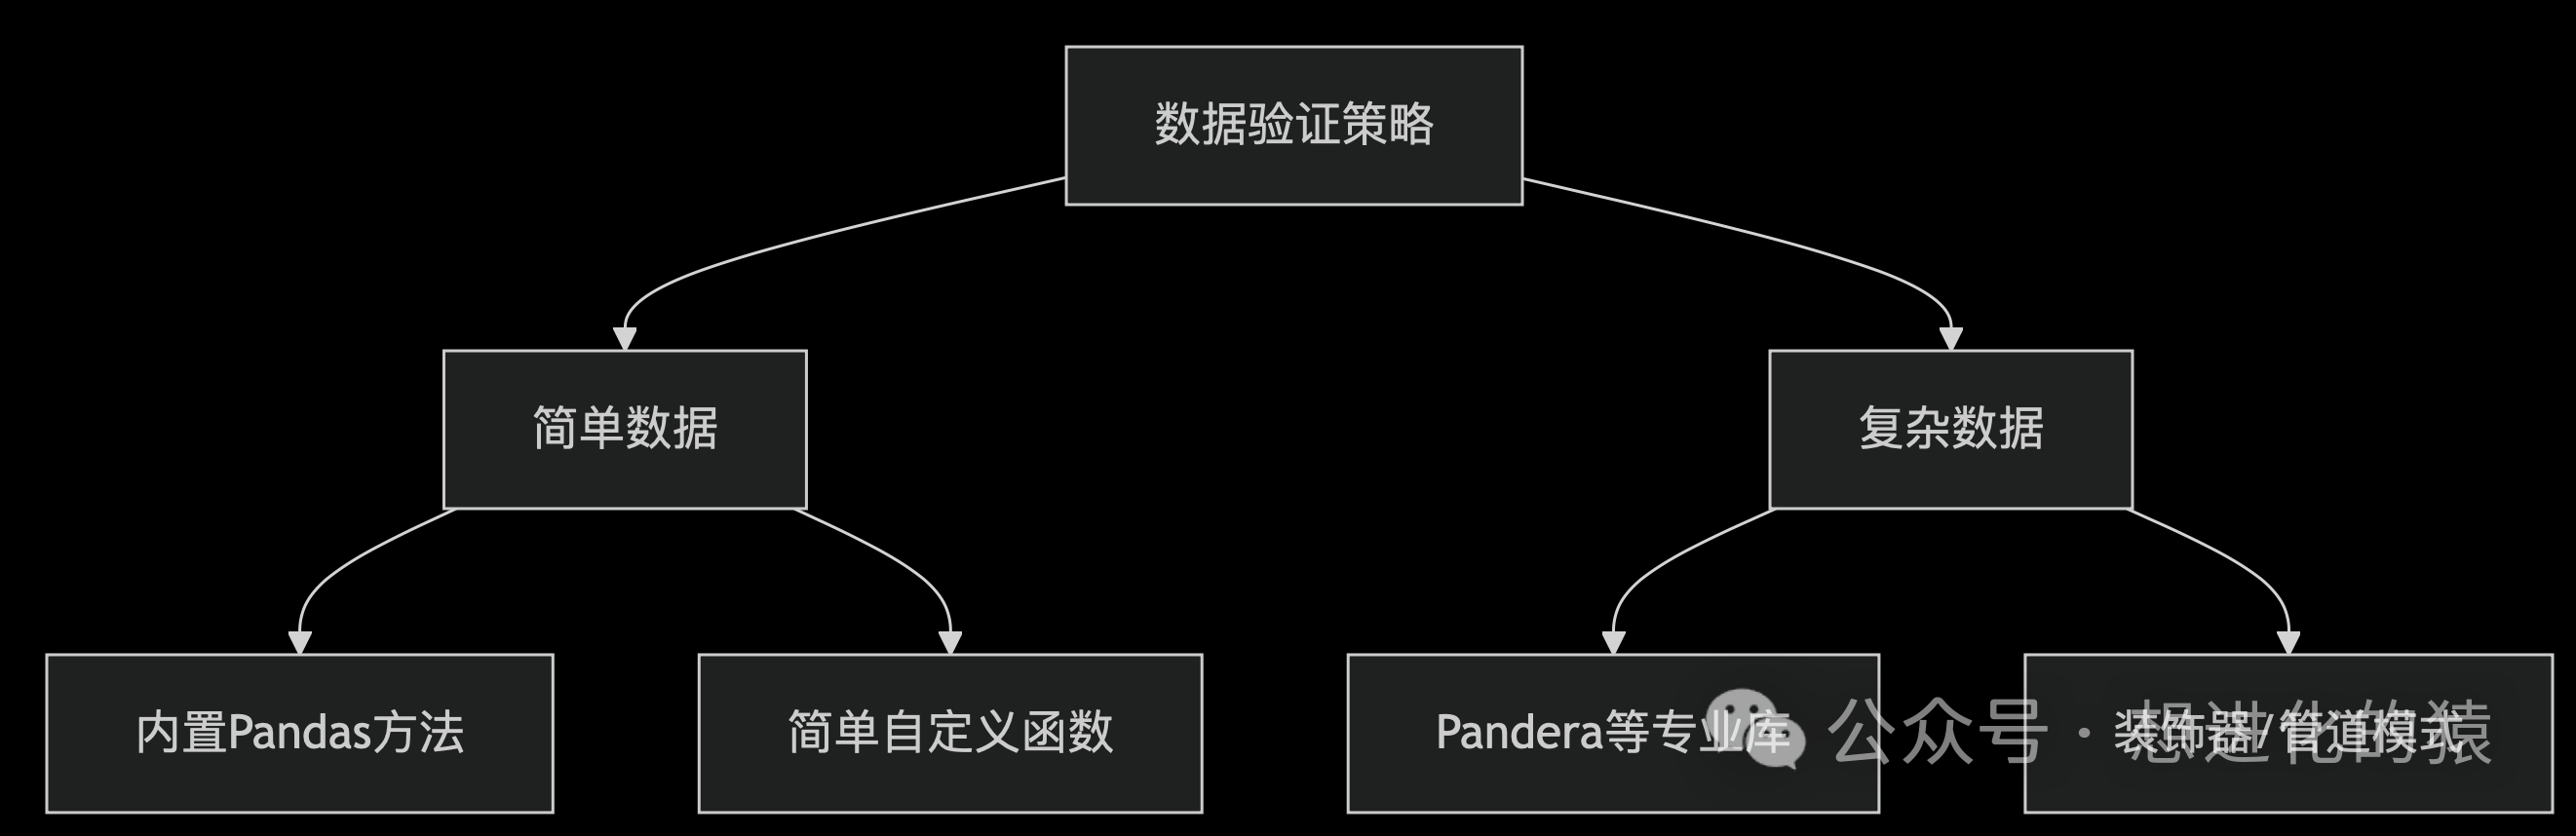 数据验证策略
简单数据
复杂数据
内置Pandas方法
简单自定义函数
Pandera等专业库
装饰器/管道模式
公众号·想进化的猿